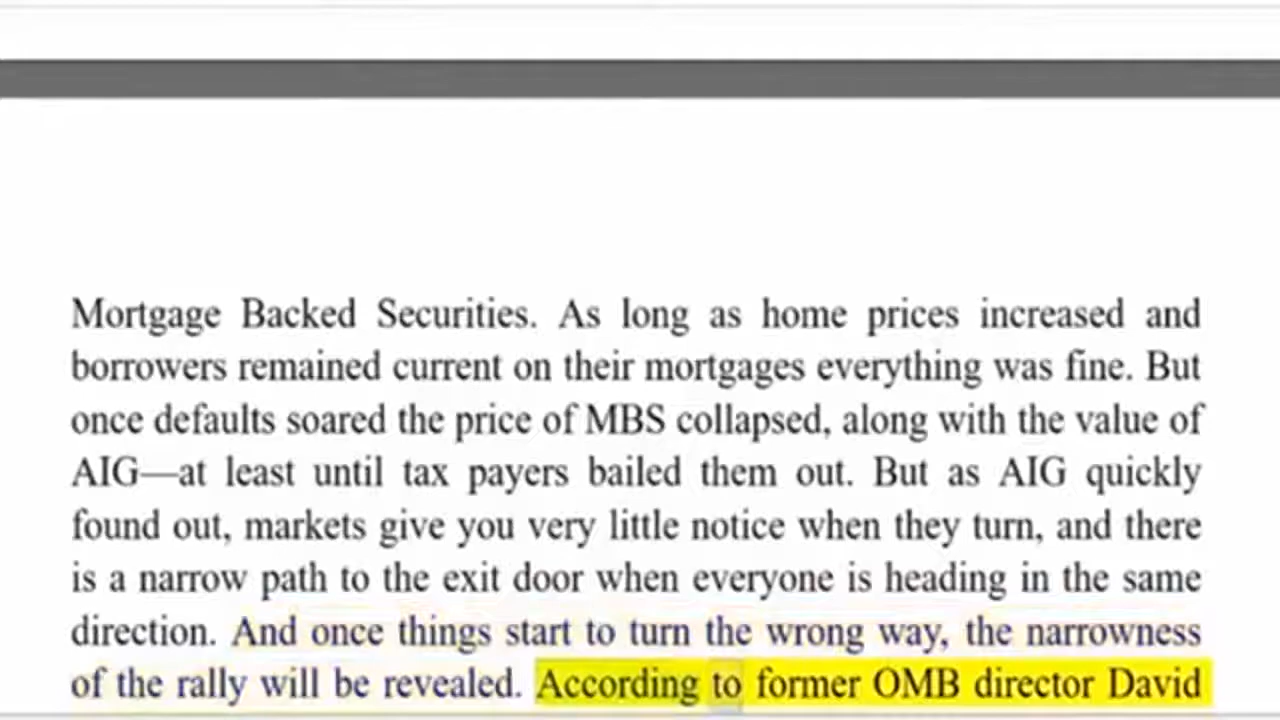 Mortgage Backed Securities. As long as home prices increased and
borrowers remained current on their mortgages everything was fine. But
once defaults soared the price of MBS collapsed, along with the value of
AIG—at least until tax payers bailed them out. But as AIG quickly
found out, markets give you very little notice when they turn, and there
is a narrow path to the exit door when everyone is heading in the same
direction. And once things start to turn the wrong way, the narrowness
of the rally will be revealed. According to former OMB director David